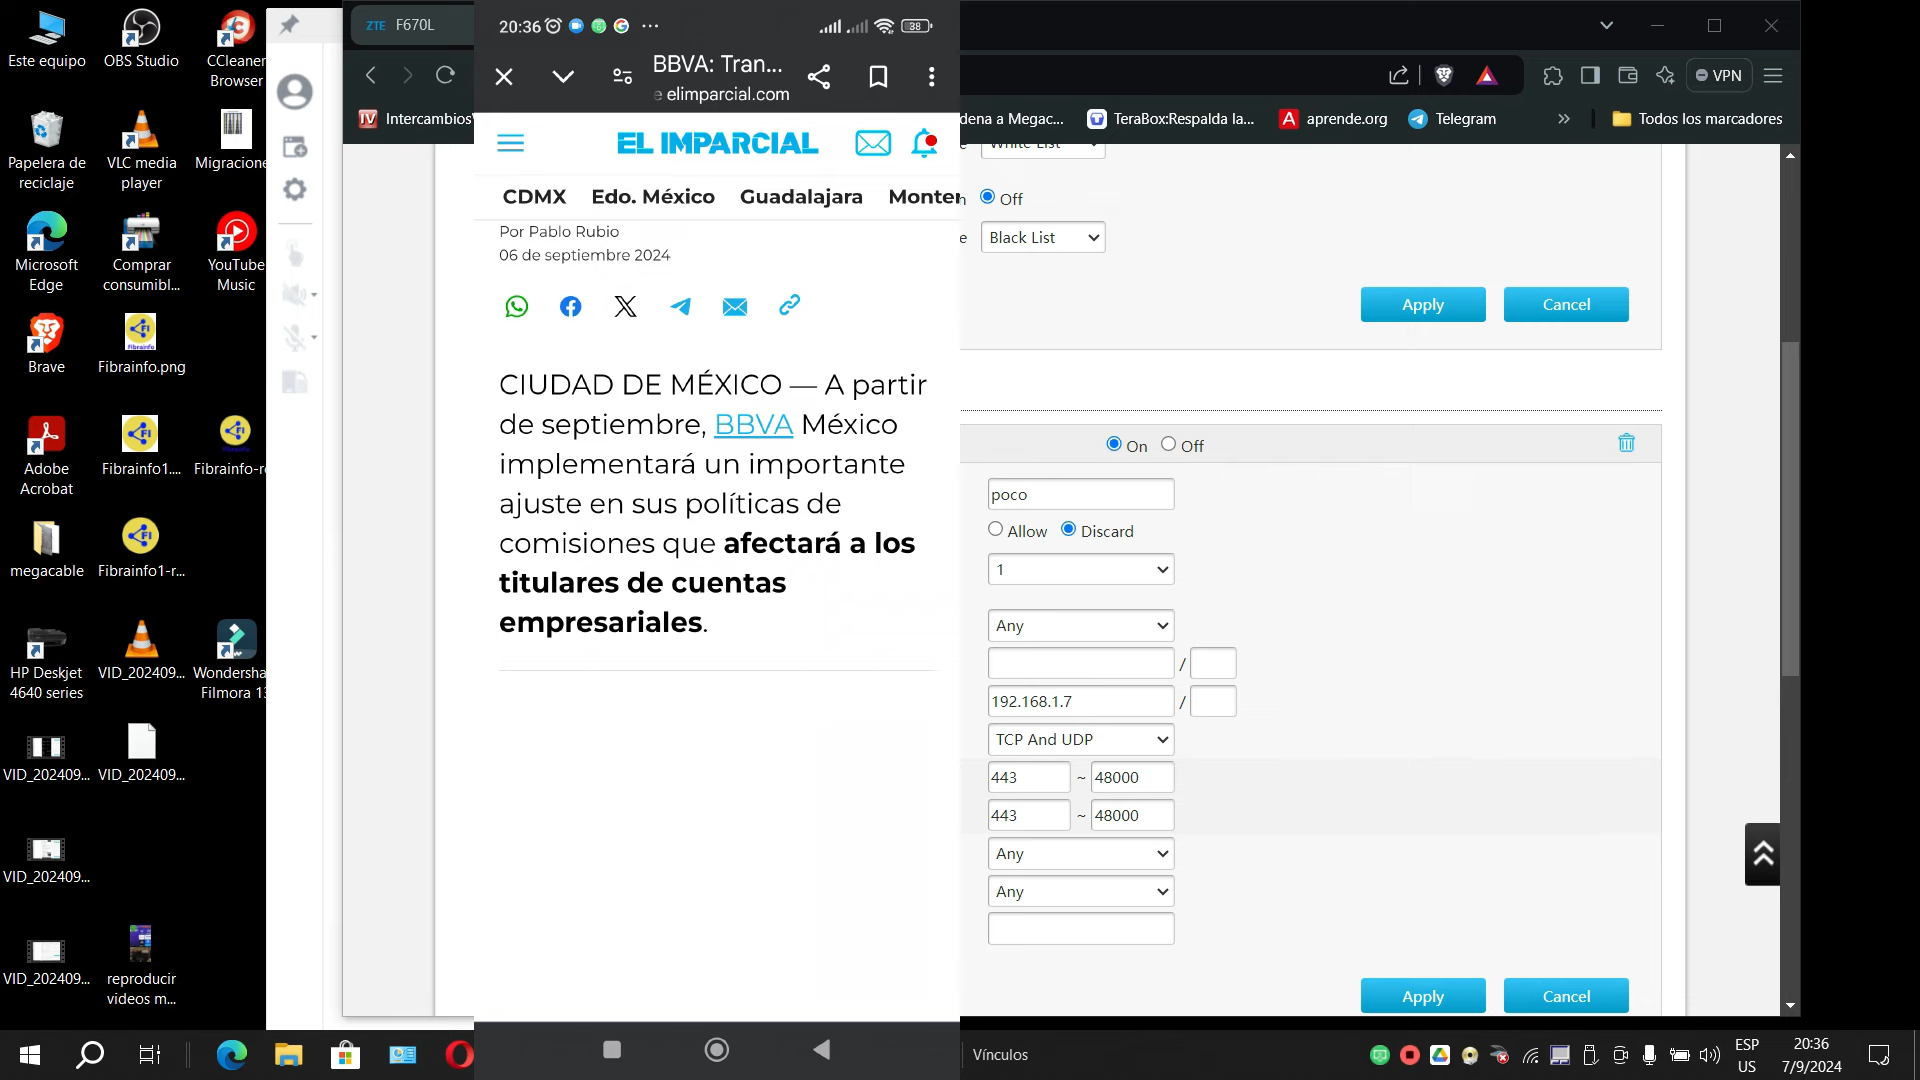 Este equipo
OBS Studio
CCleaner
Browser
Papelera de
reciclaje
VLC media
player
Migracione
Microsoft
Edge
Comprar
consumibl...
YouTube
Music
Brave
Fibrainfo.png
Adobe
Acrobat
Fibrainfo1....
Fibrainfo-r
megacable
Fibrainfo1-r...
HP Deskjet
4640 series
VID_202409...
Wondersha
Filmora 13
VID_202409...
VID_202409...
VID_202409...
VID_202409...
reproducir
videos m...
ZTE F670L
VPN
IV Intercambios
dena a Megac...
TeraBox:Respalda la...
A aprende.org
Telegram
»
Todos los marcadores
20:36
38
BBVA: Tran...
elimparcial.com
EL IMPARCIAL
CDMX Edo. México Guadalajara Monter
Por Pablo Rubio
06 de septiembre 2024
CIUDAD DE MÉXICO — A partir
de septiembre, BBVA México
implementará un importante
ajuste en sus políticas de
comisiones que afectará a los
titulares de cuentas
empresariales.
White List
Off
Black List
Apply Cancel
On Off
poco
Allow Discard
1
Any
/
192.168.1.7 /
TCP And UDP
443 ~ 48000
443 ~ 48000
Any
Any
Apply Cancel
Vínculos
ESP
US
20:36
7/9/2024